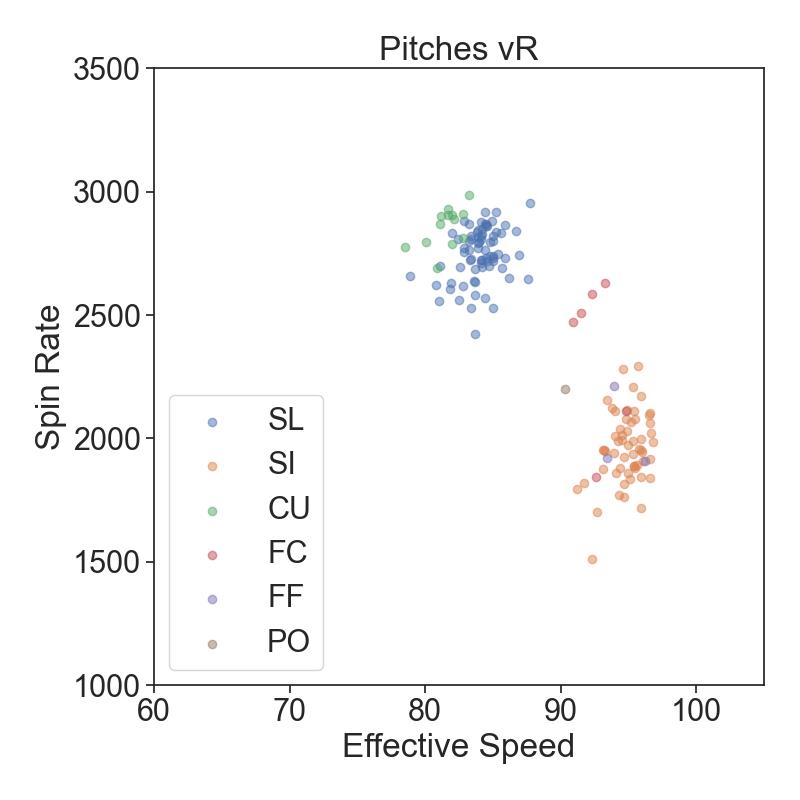 Pitches vR
3500
3000
2500
2000
1500
1000
Spin Rate
SL
SI
CU
FC
FF
PO
60 70 80 90 100
Effective Speed